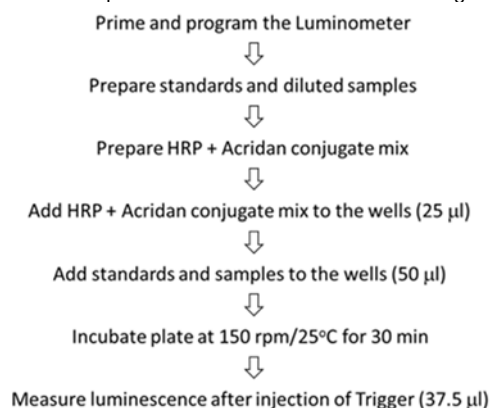 Prime and program the Luminometer
Prepare standards and diluted samples
Prepare HRP + Acridan conjugate mix
Add HRP + Acridan conjugate mix to the wells (25 µl)
Add standards and samples to the wells (50 µl)
Incubate plate at 150 rpm/25°C for 30 min
Measure luminescence after injection of Trigger (37.5 µl)